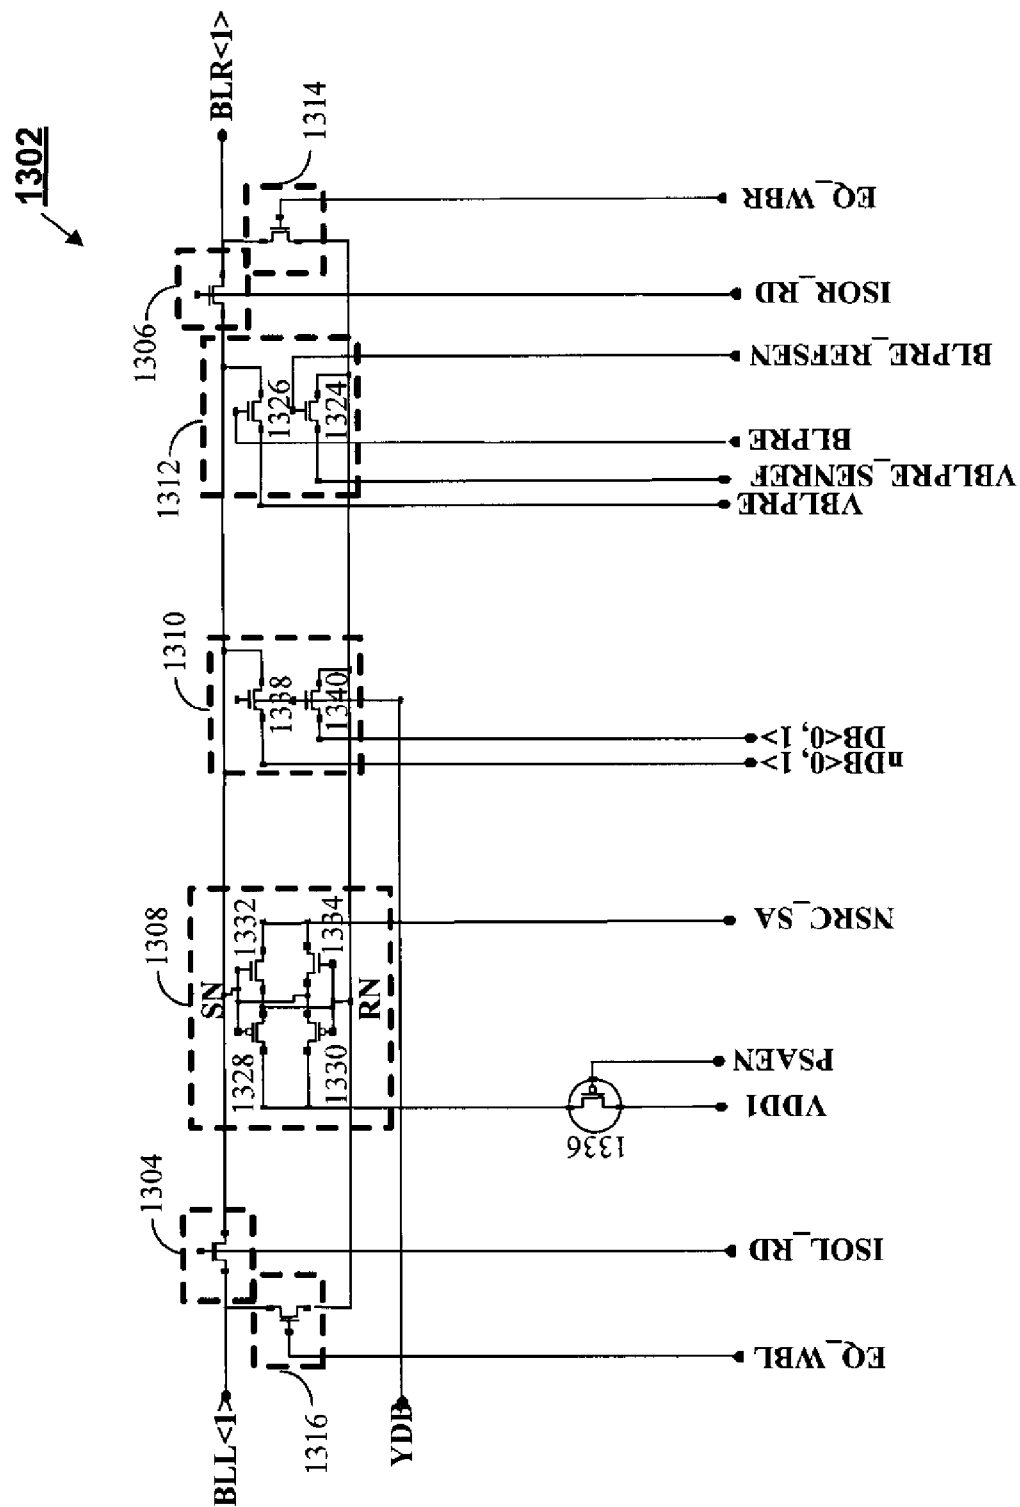 1302
BLL<1>
BLR<1>
1304
1306
1308
1310
1312
1314
1316
SN
RN
1328
1330
1332
1334
1336
1338
1340
1326
1324
YDB
EQ_WBL
ISOL_RD
VDD1
PSAEN
NSRC_SA
nDB<0,1>
DB<0,1>
VBLPRE
VBLPRE_SENREF
BLPRE
BLPRE_REFSEN
ISOR_RD
EQ_WBR